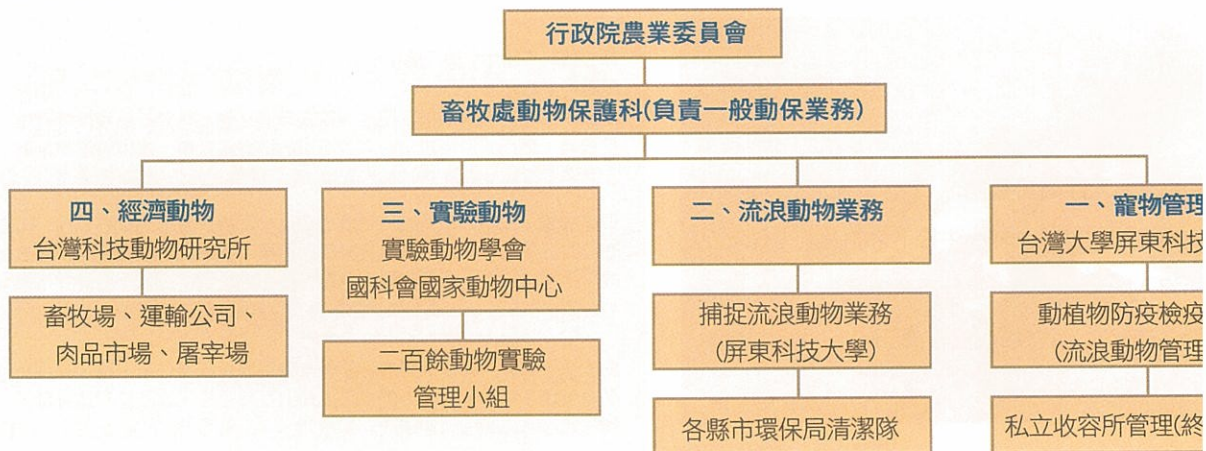 行政院農業委員會
畜牧處動物保護科(負責一般動保業務)
四、經濟動物
台灣科技動物研究所
畜牧場、運輸公司、
肉品市場、屠宰場
三、實驗動物
實驗動物學會
國科會國家動物中心
二百餘動物實驗
管理小組
二、流浪動物業務
捕捉流浪動物業務
(屏東科技大學)
各縣市環保局清潔隊
一、寵物管理
台灣大學屏東科技
動植物防疫檢疫
(流浪動物管理
私立收容所管理(終